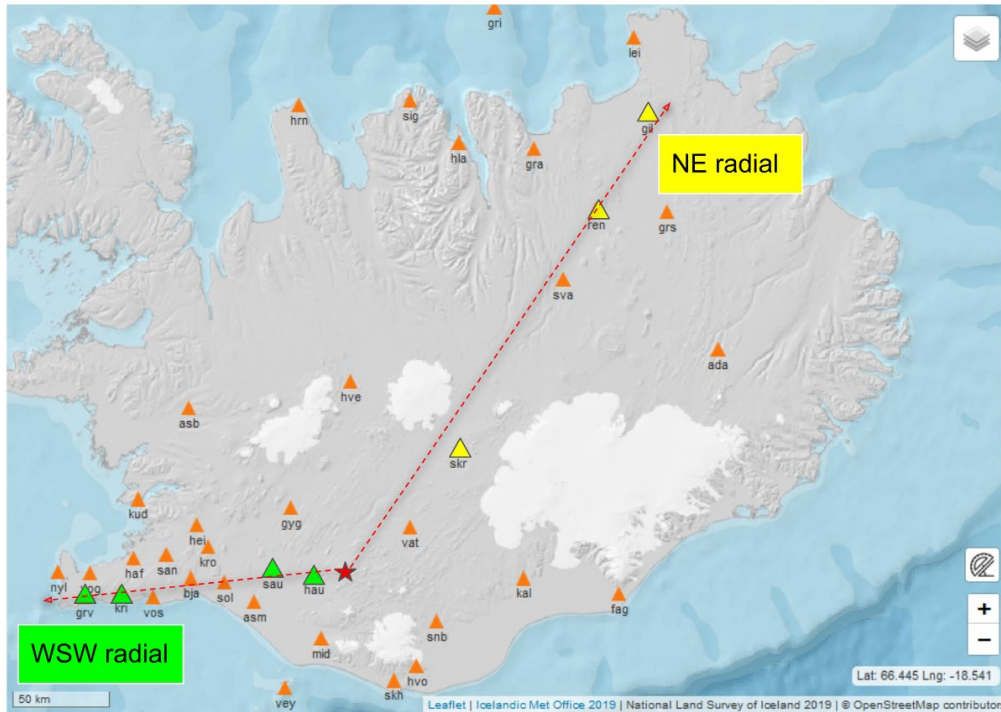 gri
lei
hrn
sig
gil
hla
gra
NE radial
ren
grs
sva
ada
hve
asb
skr
kud
gyg
hei
vat
kro
haf
san
nyl
vog
bja
sol
sau
hau
kal
fag
grv
kri
vos
asm
snb
WSW radial
mid
hvo
skh
vey
+
−
Lat: 66.445 Lng: -18.541
50 km
Leaflet | Icelandic Met Office 2019 | National Land Survey of Iceland 2019 | © OpenStreetMap contributor